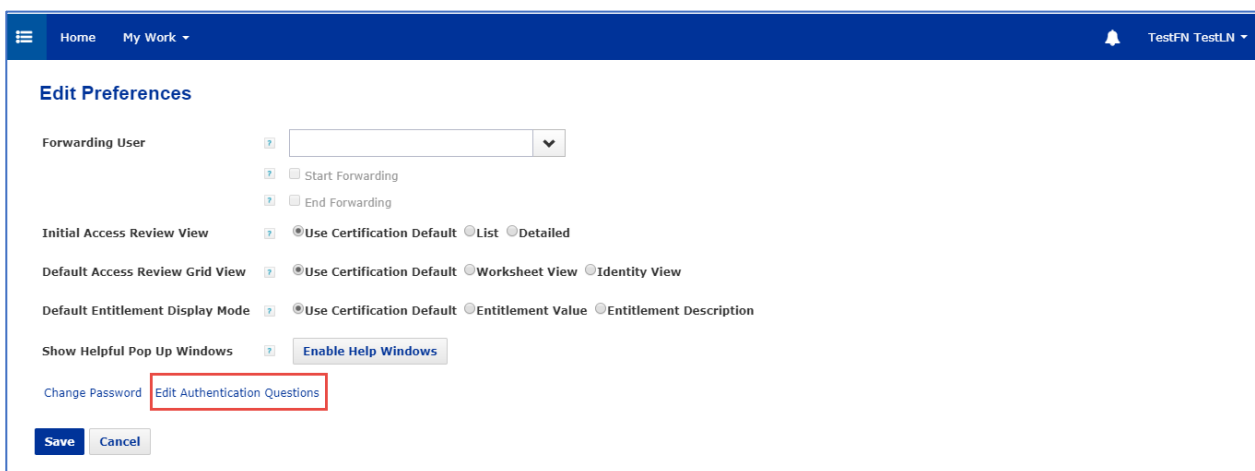 Home My Work TestFN TestLN
Edit Preferences
Forwarding User ?
? Start Forwarding
? End Forwarding
Initial Access Review View ? Use Certification Default List Detailed
Default Access Review Grid View ? Use Certification Default Worksheet View Identity View
Default Entitlement Display Mode ? Use Certification Default Entitlement Value Entitlement Description
Show Helpful Pop Up Windows ? Enable Help Windows
Change Password Edit Authentication Questions
Save Cancel